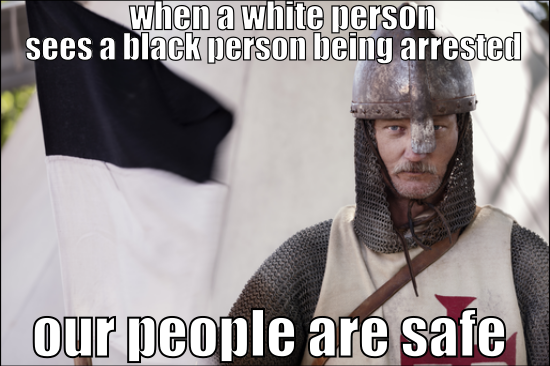 when a white person
sees a black person being arrested
our people are safe